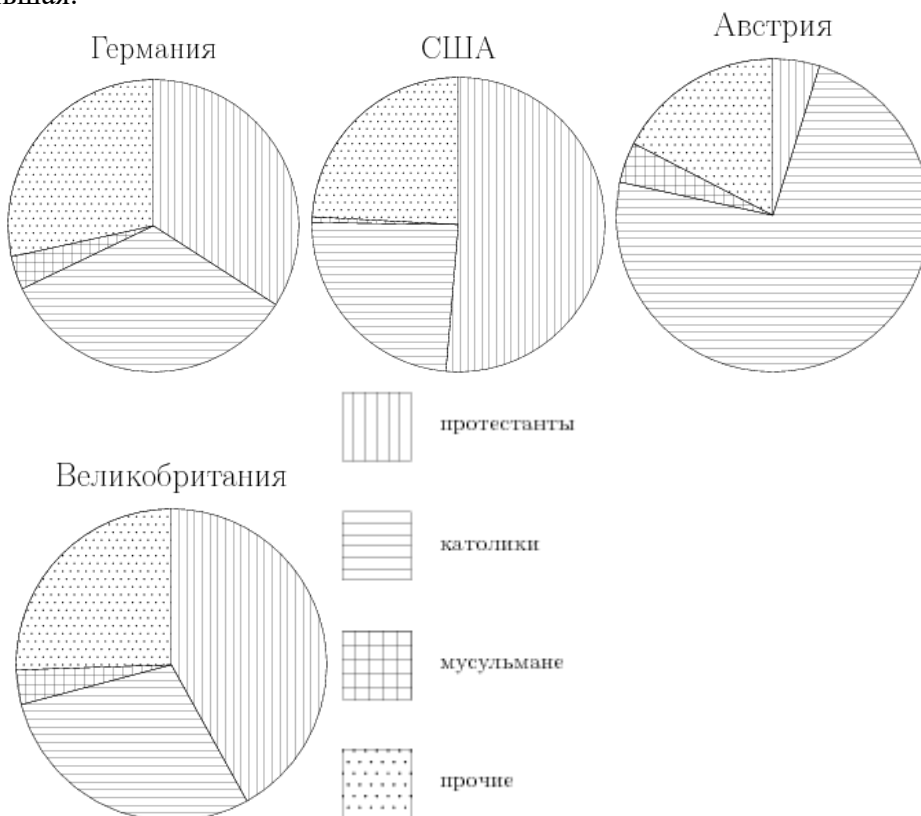 Германия
США
Австрия
протестанты
Великобритания
католики
мусульмане
прочие